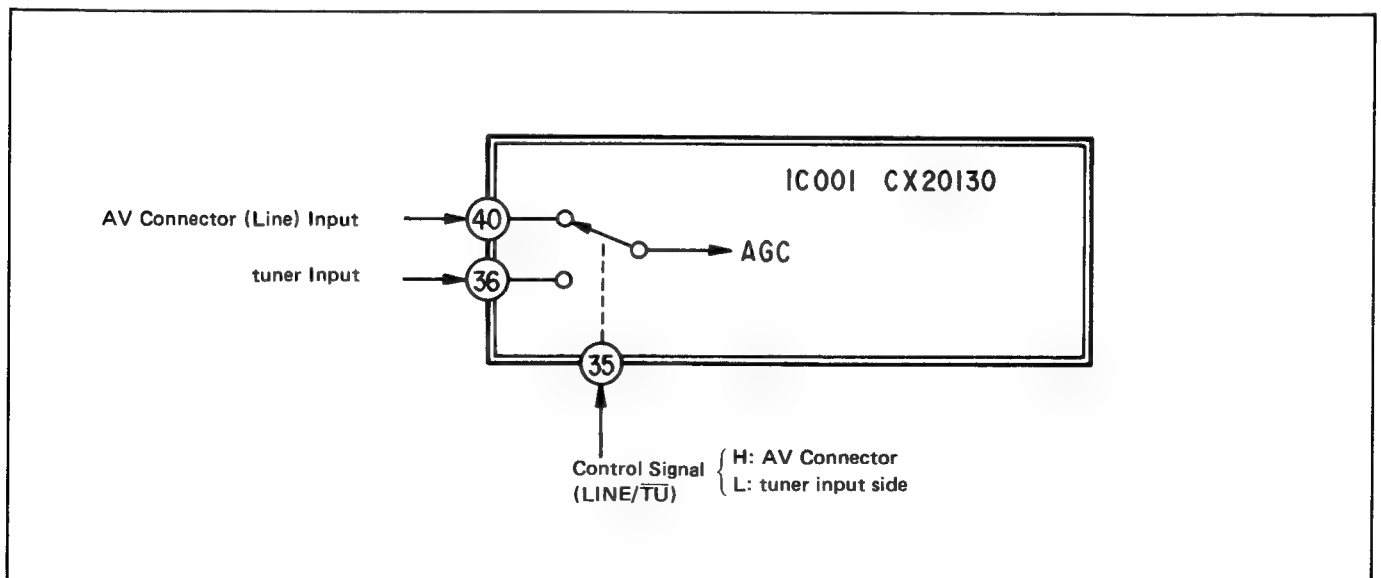 IC001 CX20130
AV Connector (Line) Input
40
AGC
tuner Input
36
35
Control Signal
(LINE/T̅U̅)
H: AV Connector
L: tuner input side